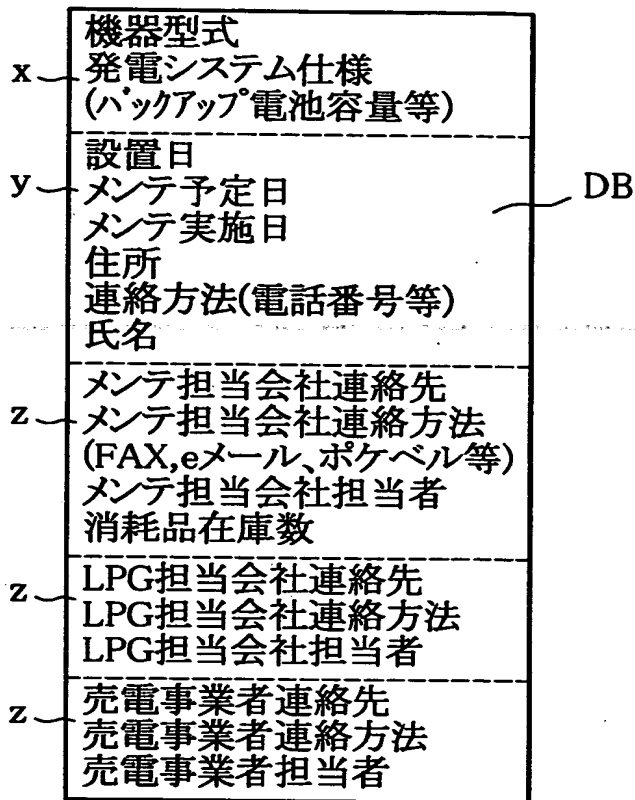 機器型式
x 発電システム仕様
(バックアップ電池容量等)
設置日
y メンテ予定日 DB
メンテ実施日
住所
連絡方法(電話番号等)
氏名
メンテ担当会社連絡先
z メンテ担当会社連絡方法
(FAX,eメール、ポケベル等)
メンテ担当会社担当者
消耗品在庫数
z LPG担当会社連絡先
LPG担当会社連絡方法
LPG担当会社担当者
z 売電事業者連絡先
売電事業者連絡方法
売電事業者担当者